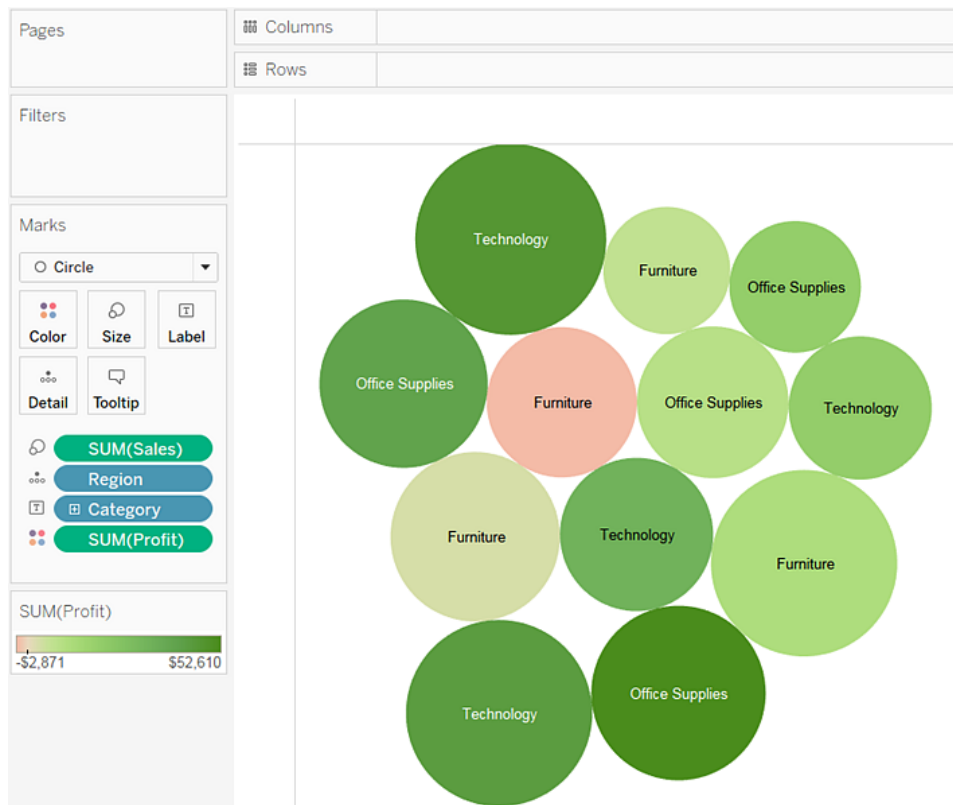 Pages
Columns
Rows
Filters
Marks
Circle
Color Size Label
Detail Tooltip
SUM(Sales)
Region
Category
SUM(Profit)
SUM(Profit)
-$2,871 $52,610
Technology
Furniture
Office Supplies
Office Supplies
Furniture
Office Supplies
Technology
Furniture
Technology
Furniture
Technology
Office Supplies